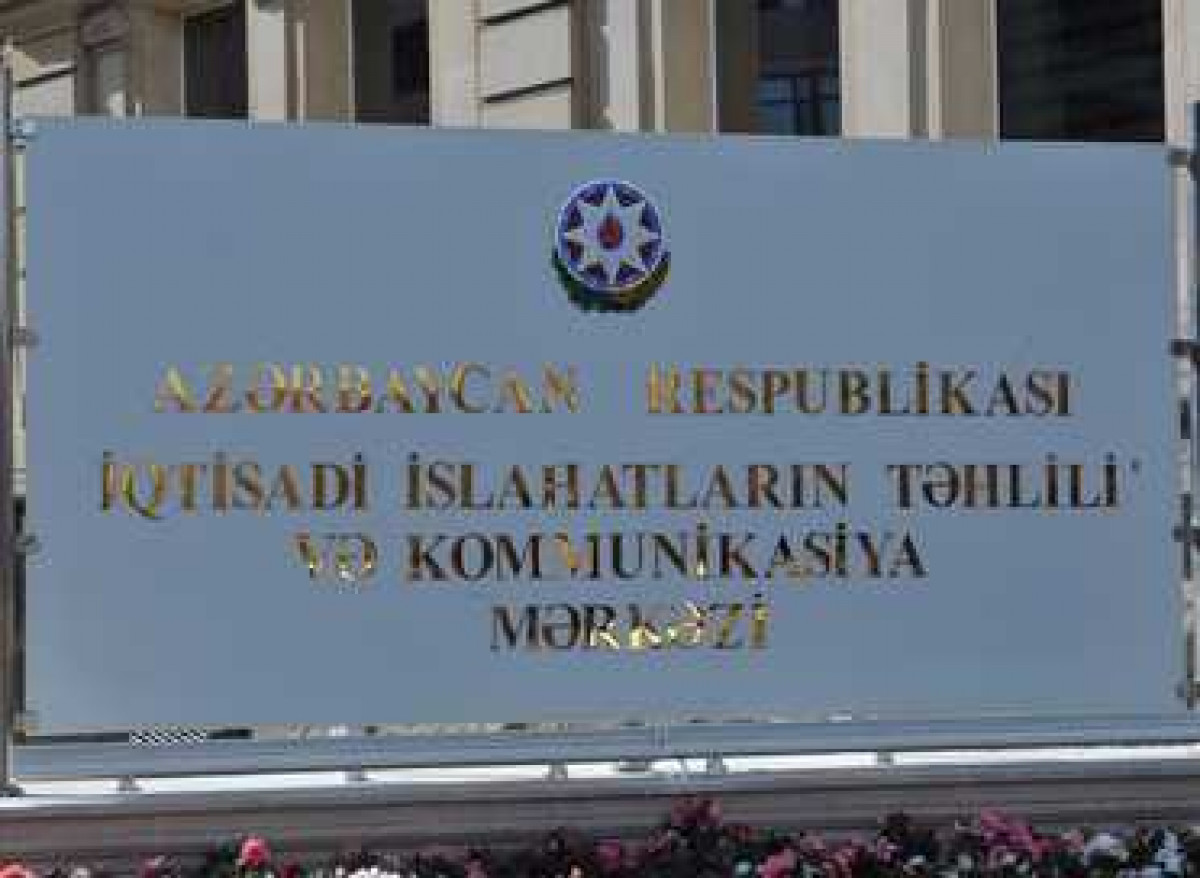 AZƏRBAYCAN RESPUBLİKASI
İQTİSADİ İSLAHATLARIN TƏHLİLİ
VƏ KOMMUNİKASİYA
MƏRKƏZİ